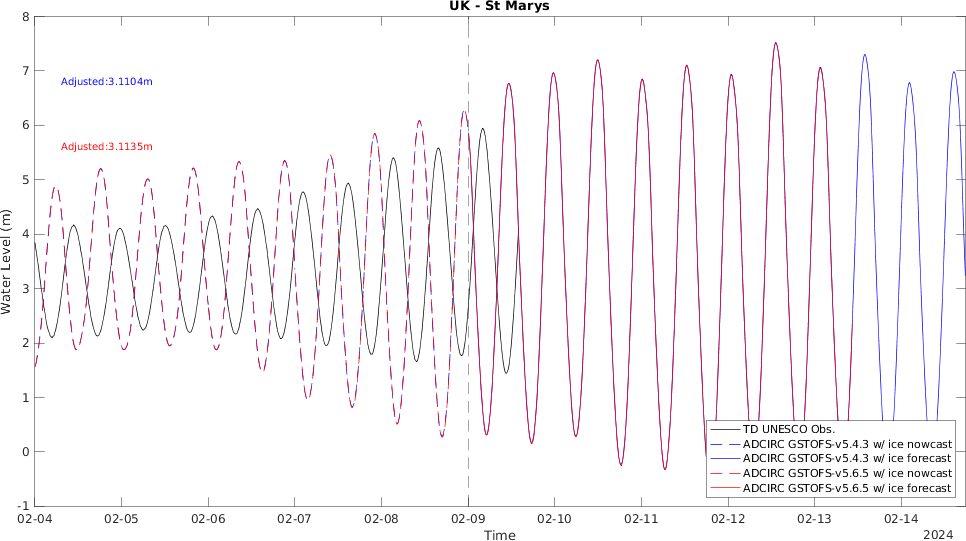 UK - St Marys
8
7
6
5
4
3
2
1
0
-1
Water Level (m)
Adjusted:3.1104m
Adjusted:3.1135m
TD UNESCO Obs.
ADCIRC GSTOFS-v5.4.3 w/ ice nowcast
ADCIRC GSTOFS-v5.4.3 w/ ice forecast
ADCIRC GSTOFS-v5.6.5 w/ ice nowcast
ADCIRC GSTOFS-v5.6.5 w/ ice forecast
02-04 02-05 02-06 02-07 02-08 02-09 02-10 02-11 02-12 02-13 02-14
Time
2024